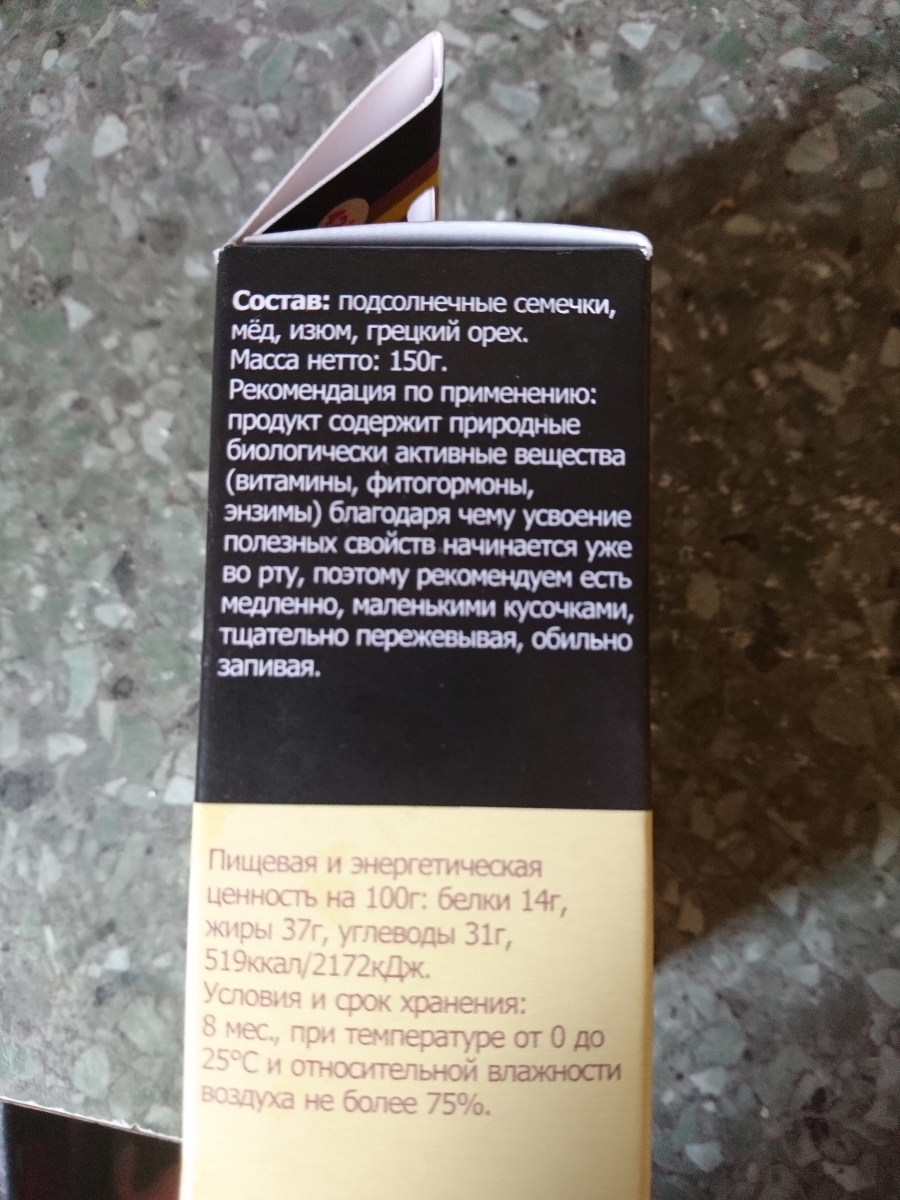 Состав: подсолнечные семечки,
мёд, изюм, грецкий орех.
Масса нетто: 150г.
Рекомендация по применению:
продукт содержит природные
биологически активные вещества
(витамины, фитогормоны,
энзимы) благодаря чему усвоение
полезных свойств начинается уже
во рту, поэтому рекомендуем есть
медленно, маленькими кусочками,
тщательно пережевывая, обильно
запивая.
Пищевая и энергетическая
ценность на 100г: белки 14г,
жиры 37г, углеводы 31г,
519ккал/2172кДж.
Условия и срок хранения:
8 мес., при температуре от 0 до
25°С и относительной влажности
воздуха не более 75%.